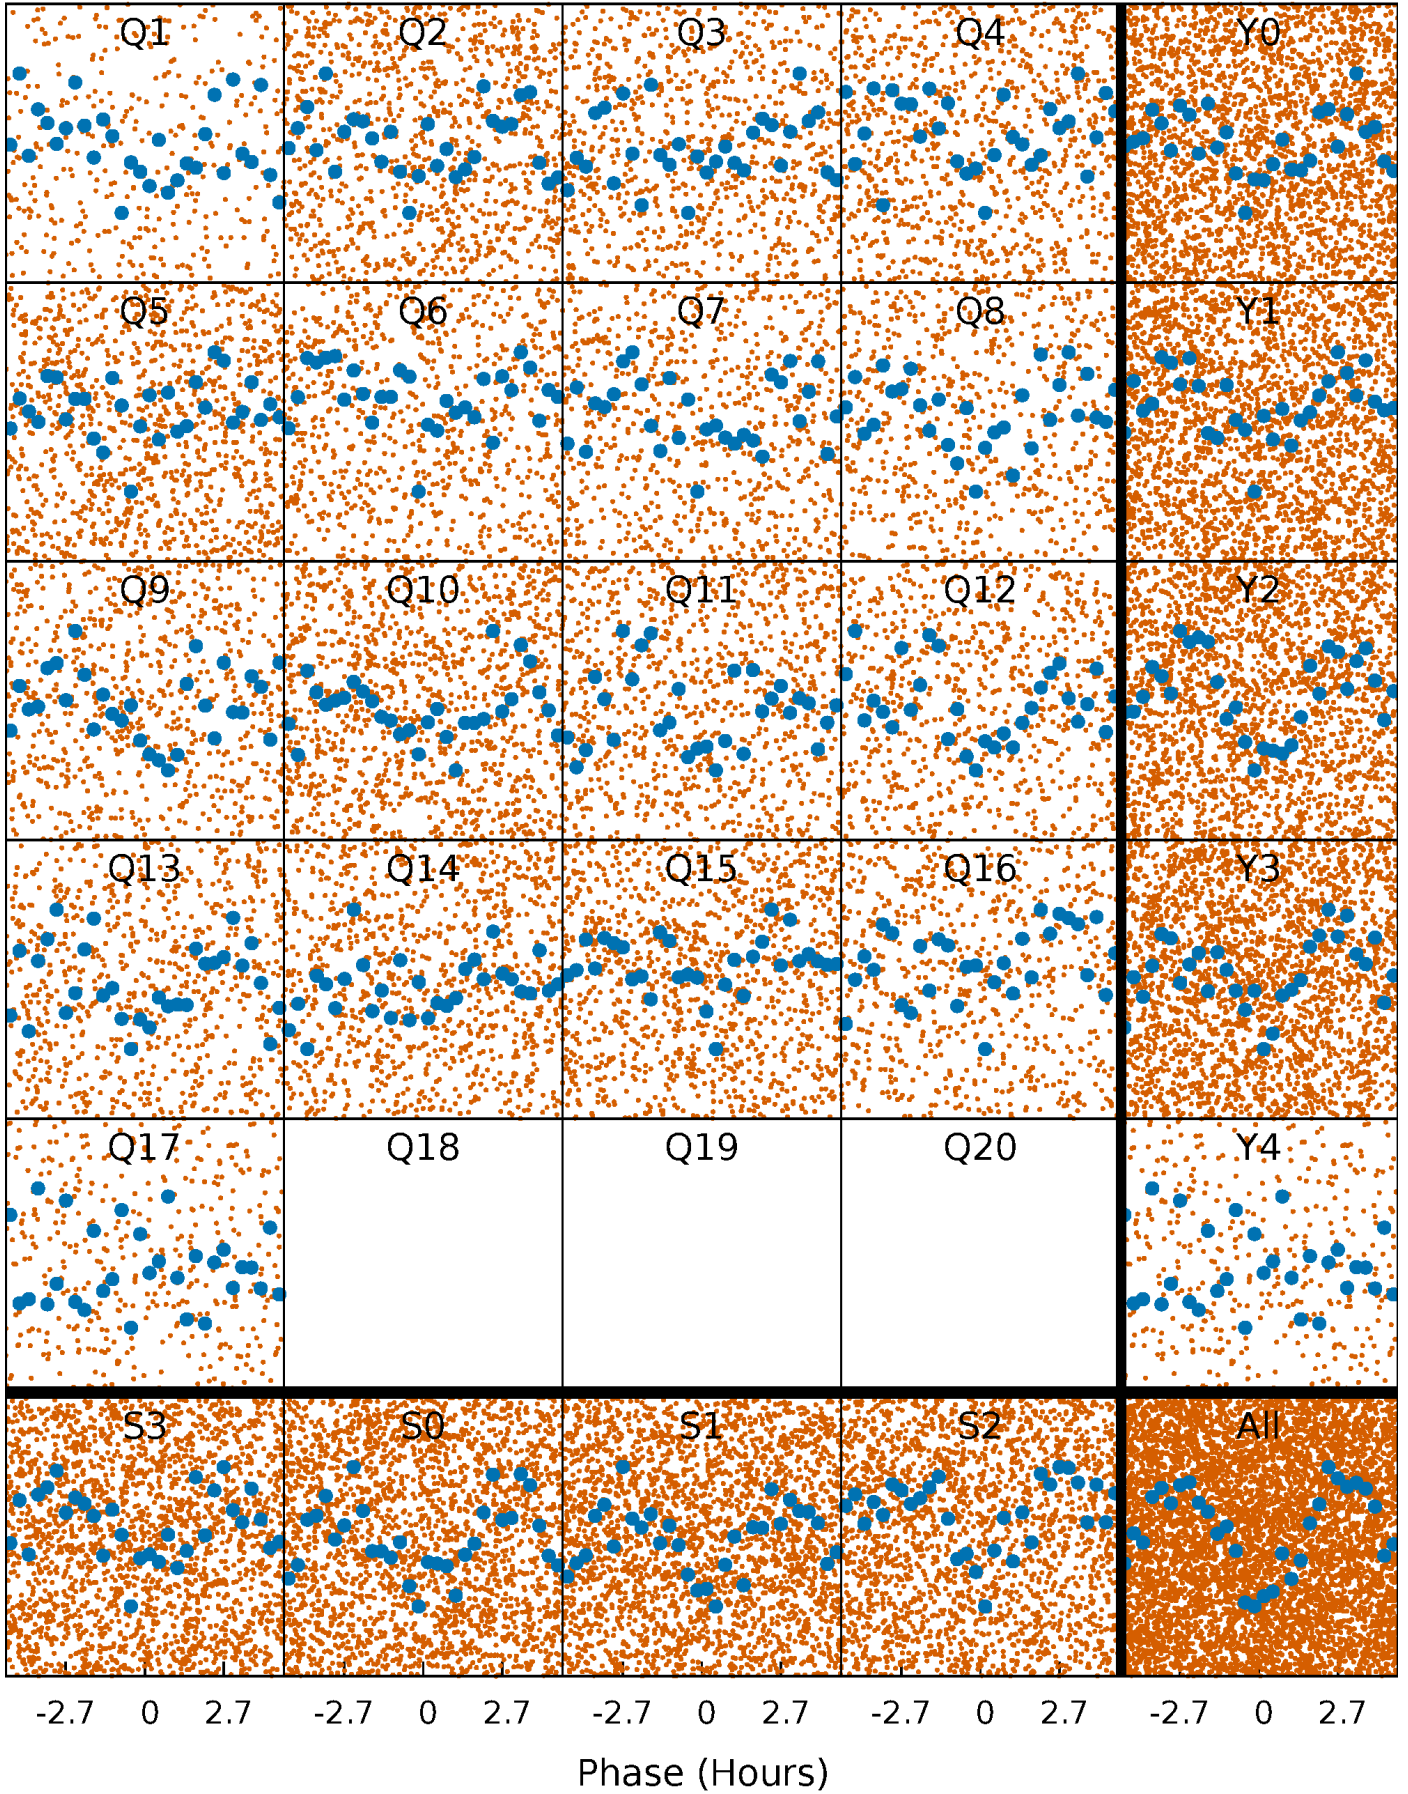 Q1 Q2 Q3 Q4 Y0
Q5 Q6 Q7 Q8 Y1
Q9 Q10 Q11 Q12 Y2
Q13 Q14 Q15 Q16 Y3
Q17 Q18 Q19 Q20 Y4
S3 S0 S1 S2 All
-2.7 0 2.7 -2.7 0 2.7 -2.7 0 2.7 -2.7 0 2.7 -2.7 0 2.7
Phase (Hours)